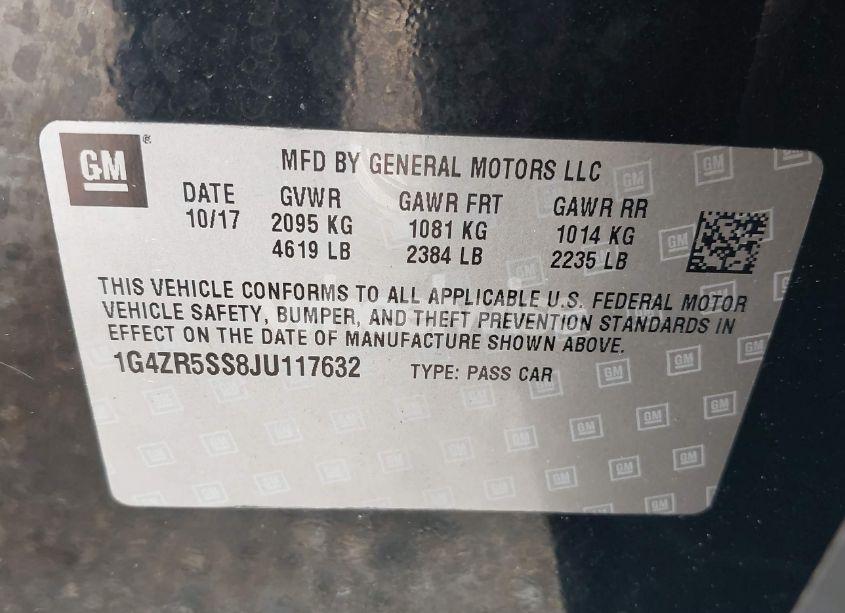 GM ®
MFD BY GENERAL MOTORS LLC
DATE GVWR GAWR FRT GAWR RR
10/17 2095 KG 1081 KG 1014 KG
4619 LB 2384 LB 2235 LB
THIS VEHICLE CONFORMS TO ALL APPLICABLE U.S. FEDERAL MOTOR
VEHICLE SAFETY, BUMPER, AND THEFT PREVENTION STANDARDS IN
EFFECT ON THE DATE OF MANUFACTURE SHOWN ABOVE.
1G4ZR5SS8JU117632 TYPE: PASS CAR